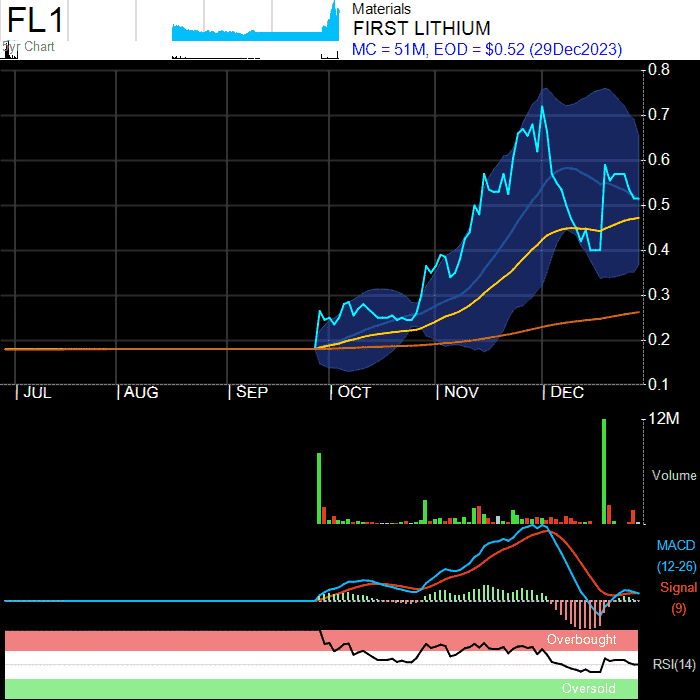 FL1
5yr Chart
Materials
FIRST LITHIUM
MC = 51M, EOD = $0.52 (29Dec2023)
0.8
0.7
0.6
0.5
0.4
0.3
0.2
0.1
JUL
AUG
SEP
OCT
NOV
DEC
12M
Volume
MACD
(12-26)
Signal
(9)
Overbought
RSI(14)
Oversold